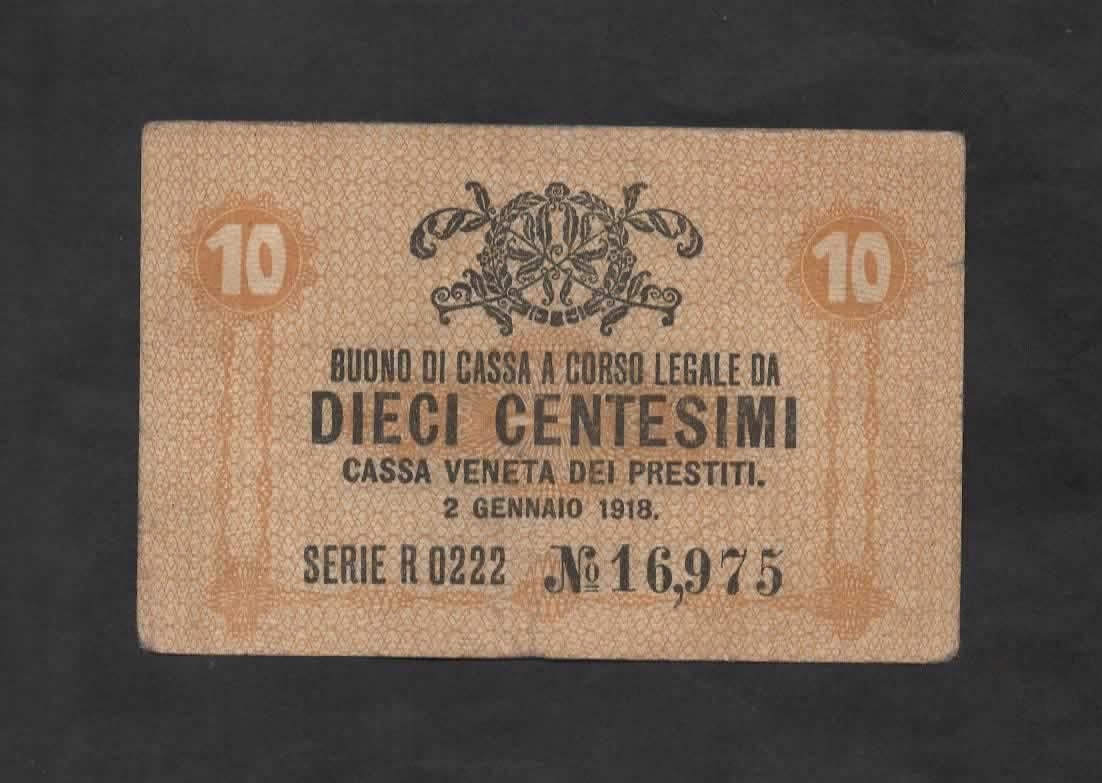 10 10
BUONO DI CASSA A CORSO LEGALE DA
DIECI CENTESIMI
CASSA VENETA DEI PRESTITI.
2 GENNAIO 1918.
SERIE R 0222 No 16,975